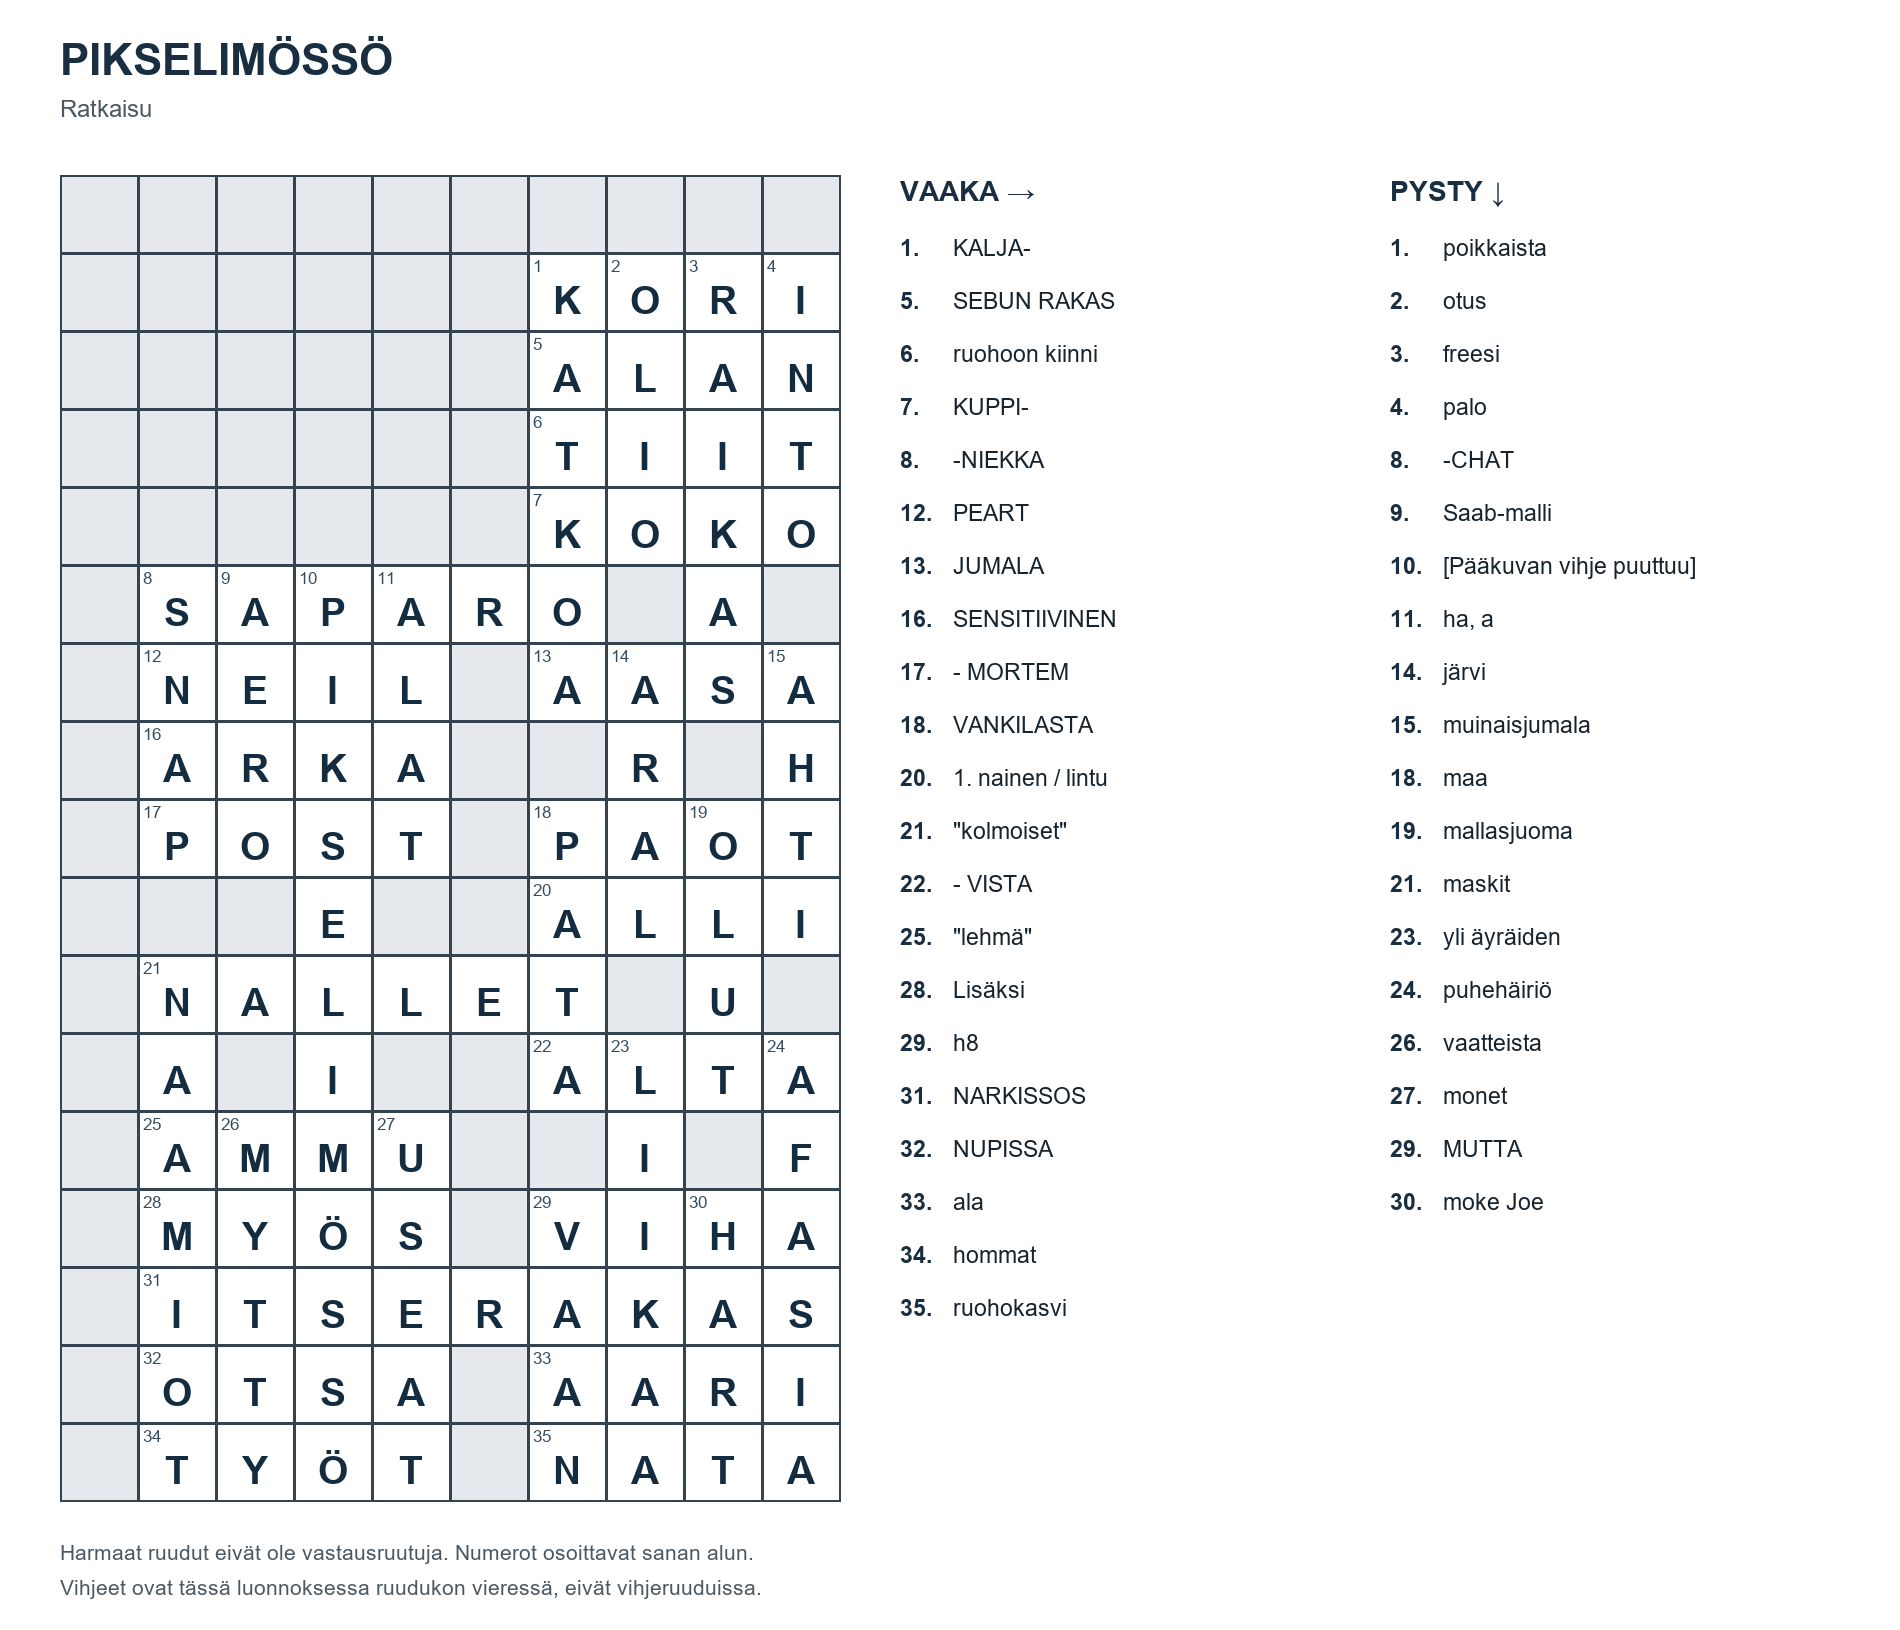 PIKSELIMÖSSÖ
Ratkaisu
1 K 2 O 3 R 4 I
5 A L A N
6 T I I T
7 K O K O
8 S 9 A 10 P 11 A R O A
12 N E I L 13 A 14 A S 15 A
16 A R K A R H
17 P O S T 18 P A 19 O T
E 20 A L L I
21 N A L L E T U
A I 22 A 23 L T 24 A
25 A 26 M M 27 U I F
28 M Y Ö S 29 V I 30 H A
31 I T S E R A K A S
32 O T S A 33 A A R I
34 T Y Ö T 35 N A T A
VAAKA →
1. KALJA-
5. SEBUN RAKAS
6. ruohoon kiinni
7. KUPPI-
8. -NIEKKA
12. PEART
13. JUMALA
16. SENSITIIVINEN
17. - MORTEM
18. VANKILASTA
20. 1. nainen / lintu
21. "kolmoiset"
22. - VISTA
25. "lehmä"
28. Lisäksi
29. h8
31. NARKISSOS
32. NUPISSA
33. ala
34. hommat
35. ruohokasvi
PYSTY ↓
1. poikkaista
2. otus
3. freesi
4. palo
8. -CHAT
9. Saab-malli
10. [Pääkuvan vihje puuttuu]
11. ha, a
14. järvi
15. muinaisjumala
18. maa
19. mallasjuoma
21. maskit
23. yli äyräiden
24. puhehäiriö
26. vaatteista
27. monet
29. MUTTA
30. moke Joe
Harmaat ruudut eivät ole vastausruutuja. Numerot osoittavat sanan alun.
Vihjeet ovat tässä luonnoksessa ruudukon vieressä, eivät vihjeruuduissa.